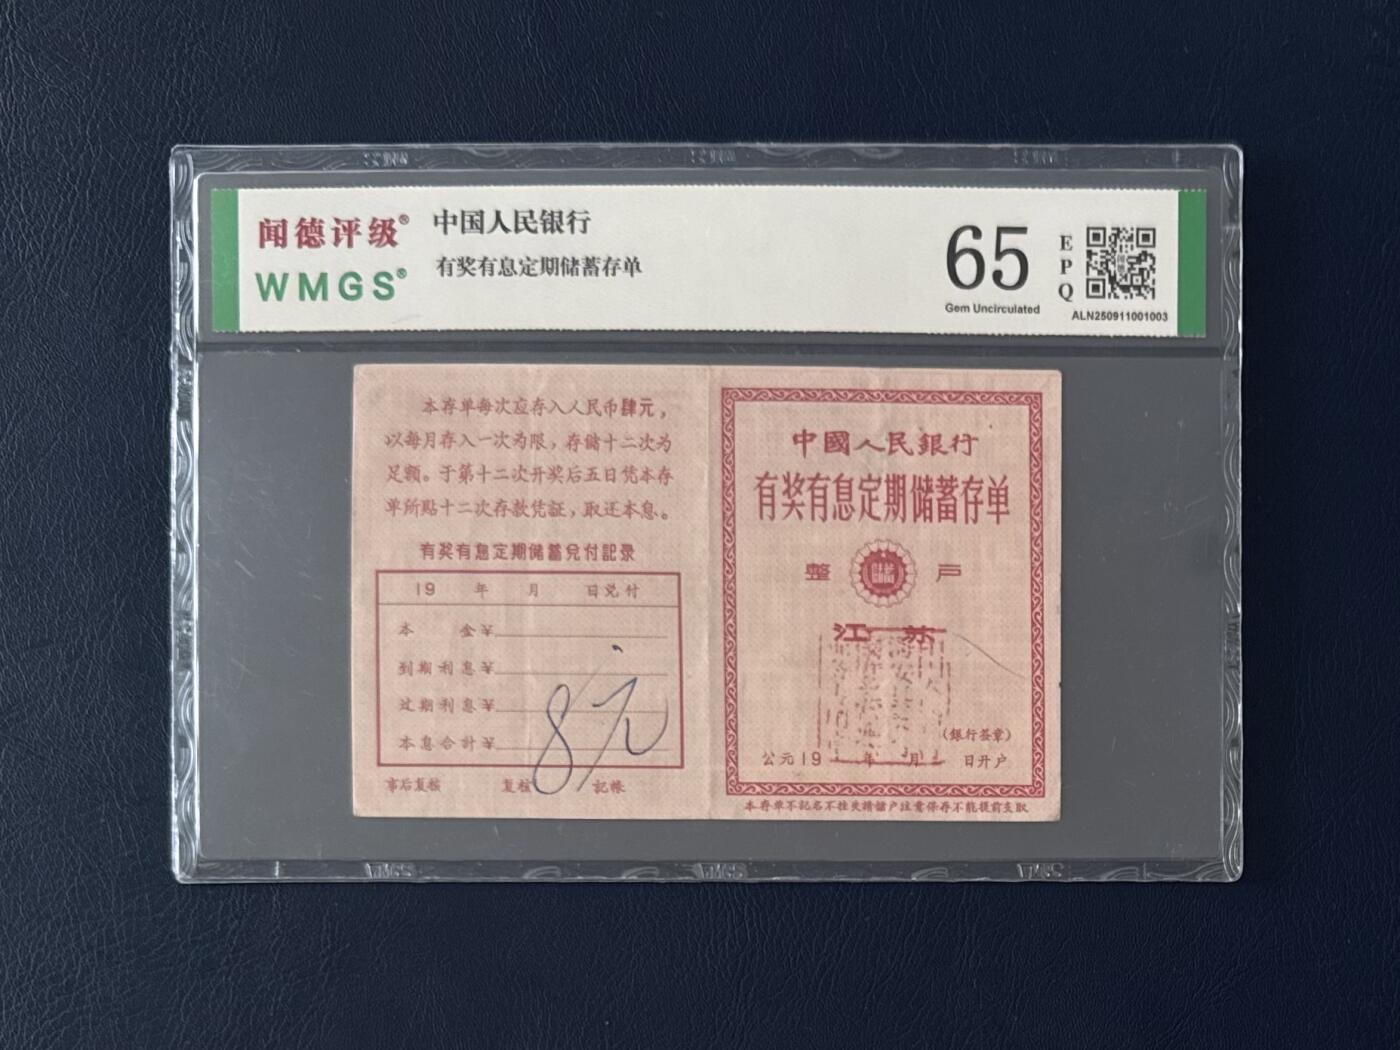 闻德评级®
WMGS®
中国人民银行
有奖有息定期储蓄存单
65
Gem Uncirculated
E
P
Q
ALN250911001003
本存单每次应存入人民币肆元，
以每月存入一次为限，存储十二次为
足额。于第十二次开奖后五日凭本存
单所贴十二次存款凭証，取还本息。
有奖有息定期储蓄兑付記录
19 年 月 日兑付
本 金￥
到期利息￥
过期利息￥
本息合計￥
8元
事后复核 复核 記帐
中國人民銀行
有奖有息定期储蓄存单
整 儲蓄 戶
江苏
（銀行签章）
公元19 年 月 日开户
本存单不記名不挂失請儲户注意保存不能提前支取